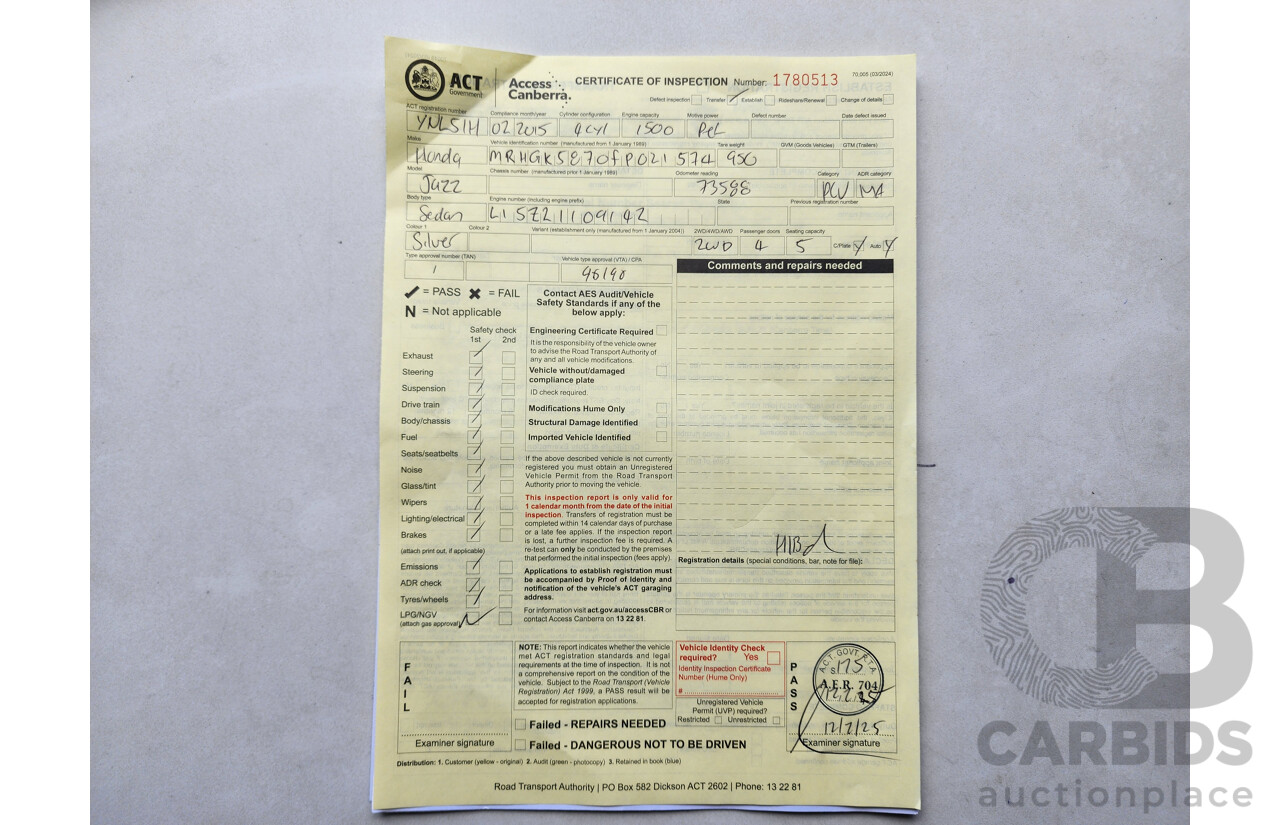 ACT Government
Access Canberra.
CERTIFICATE OF INSPECTION Number: 1780513
70.005 (03/2024)
Defect inspection Transfer Establish Rideshare/Renewal Change of details
ACT registration number Compliance month/year Cylinder configuration Engine capacity Motive power Defect number Date defect issued
YNL51H 02 2015 4cyl 1500 Pet
Make Vehicle identification number (manufactured from 1 January 1989) Tare weight GVM (Goods Vehicles) GTM (Trailers)
Honda MRHGK5870fP021574 950
Model Chassis number (manufactured prior 1 January 1989) Odometer reading Category ADR category
Jazz 73588 PCV MA
Body type Engine number (including engine prefix) State Previous registration number
Sedan L15Z21109142
Colour 1 Colour 2 Variant (establishment only (manufactured from 1 January 2004)) 2WD/4WD/AWD Passenger doors Seating capacity
Silver 2WD 4 5 C/Plate Y Auto Y
Type approval number (TAN) Vehicle type approval (VTA) / CPA
/ 98190
Comments and repairs needed
= PASS = FAIL
N = Not applicable
Safety check
1st 2nd
Exhaust
Steering
Suspension
Drive train
Body/chassis
Fuel
Seats/seatbelts
Noise
Glass/tint
Wipers
Lighting/electrical
Brakes
(attach print out, if applicable)
Emissions
ADR check
Tyres/wheels
LPG/NGV
(attach gas approval) N
Contact AES Audit/Vehicle
Safety Standards if any of the
below apply:
Engineering Certificate Required
It is the responsibility of the vehicle owner
to advise the Road Transport Authority of
any and all vehicle modifications.
Vehicle without/damaged
compliance plate
ID check required.
Modifications Hume Only
Structural Damage Identified
Imported Vehicle Identified
If the above described vehicle is not currently
registered you must obtain an Unregistered
Vehicle Permit from the Road Transport
Authority prior to moving the vehicle.
This inspection report is only valid for
1 calendar month from the date of the initial
inspection. Transfers of registration must be
completed within 14 calendar days of purchase
or a late fee applies. If the inspection report
is lost, a further inspection fee is required. A
re-test can only be conducted by the premises
that performed the initial inspection (fees apply).
Applications to establish registration must
be accompanied by Proof of Identity and
notification of the vehicle's ACT garaging
address.
For information visit act.gov.au/accessCBR or
contact Access Canberra on 13 22 81.
Registration details (special conditions, bar, note for file):
FAIL
Examiner signature
NOTE: This report indicates whether the vehicle
met ACT registration standards and legal
requirements at the time of inspection. It is not
a comprehensive report on the condition of the
vehicle. Subject to the Road Transport (Vehicle
Registration) Act 1999, a PASS result will be
accepted for registration applications.
Failed - REPAIRS NEEDED
Failed - DANGEROUS NOT TO BE DRIVEN
Vehicle Identity Check
required? Yes
Identity Inspection Certificate
Number (Hume Only)
#
Unregistered Vehicle
Permit (UVP) required?
Restricted Unrestricted
PASS
A.C.T. GOVT. R.T.A
S 175
A.E.R. 704
12/2/25
Examiner signature
Distribution: 1. Customer (yellow - original) 2. Audit (green - photocopy) 3. Retained in book (blue)
Road Transport Authority | PO Box 582 Dickson ACT 2602 | Phone: 13 22 81
CARBIDS
auctionplace